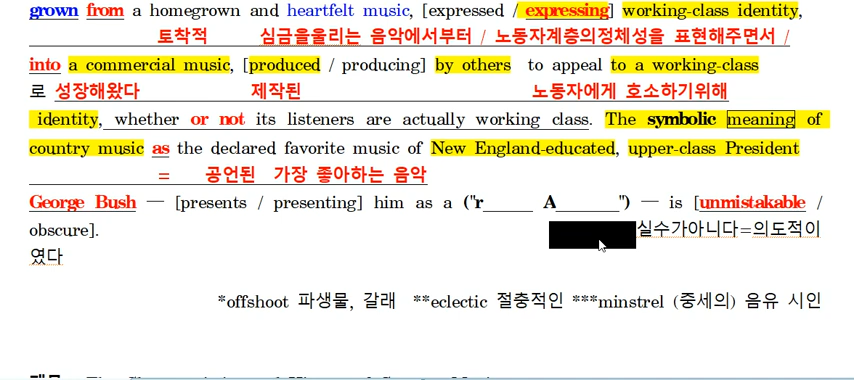 grown from a homegrown and heartfelt music, [expressed / expressing] working-class identity,
토착적 심금을울리는 음악에서부터 / 노동자계층의정체성을 표현해주면서 /
into a commercial music, [produced / producing] by others to appeal to a working-class
로 성장해왔다 제작된 노동자에게 호소하기위해
identity, whether or not its listeners are actually working class. The symbolic meaning of
country music as the declared favorite music of New England-educated, upper-class President
= 공언된 가장 좋아하는 음악
George Bush — [presents / presenting] him as a ("r_____ A______") — is [unmistakable /
obscure]. 실수가아니다=의도적이
였다
*offshoot 파생물, 갈래 **eclectic 절충적인 ***minstrel (중세의) 음유 시인